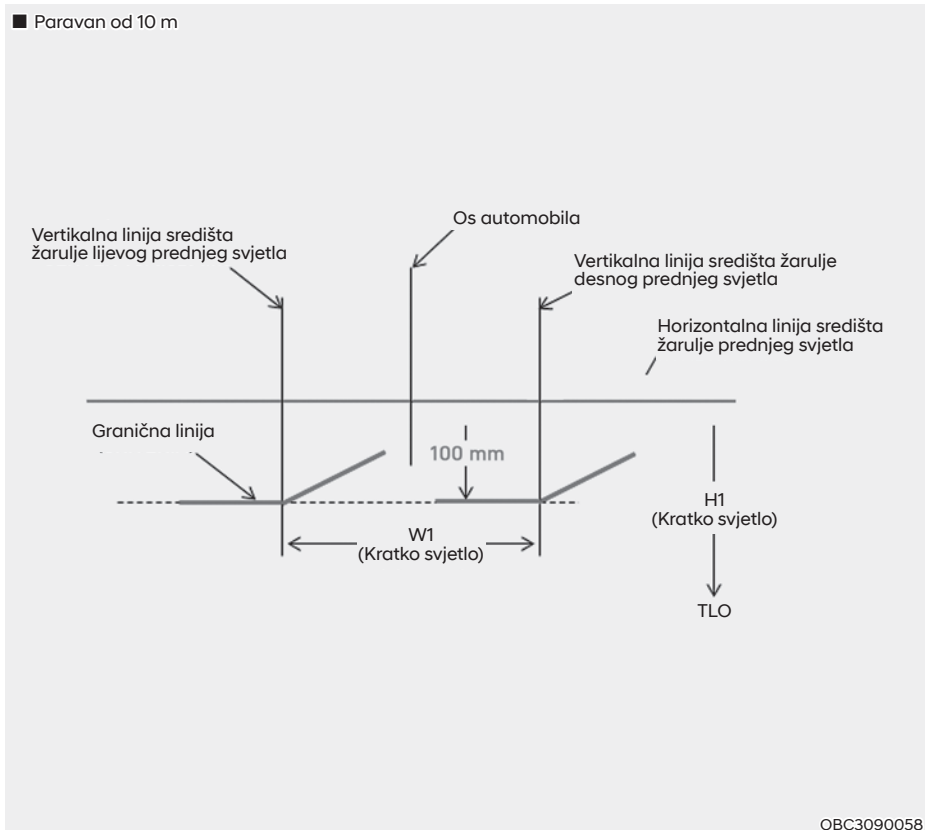 ■ Paravan od 10 m
Os automobila
Vertikalna linija središta
žarulje lijevog prednjeg svjetla
Vertikalna linija središta žarulje
desnog prednjeg svjetla
Horizontalna linija središta
žarulje prednjeg svjetla
Granična linija
100 mm
H1
(Kratko svjetlo)
W1
(Kratko svjetlo)
TLO
OBC3090058